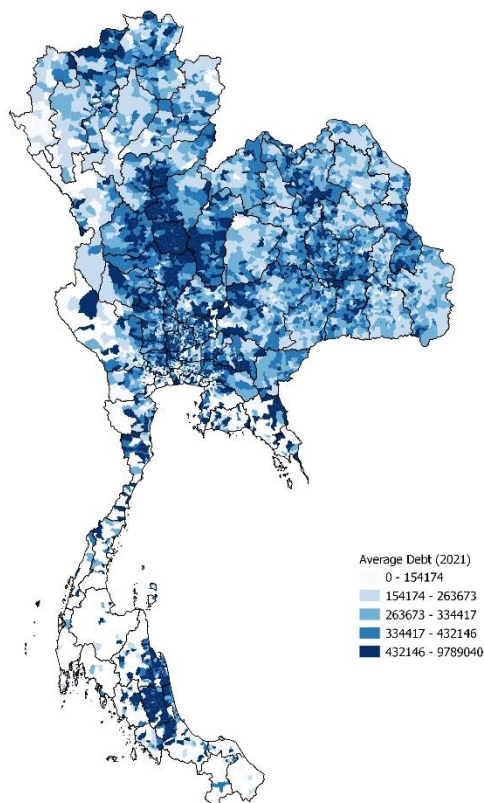 Average Debt (2021)
0 - 154174
154174 - 263673
263673 - 334417
334417 - 432146
432146 - 9789040